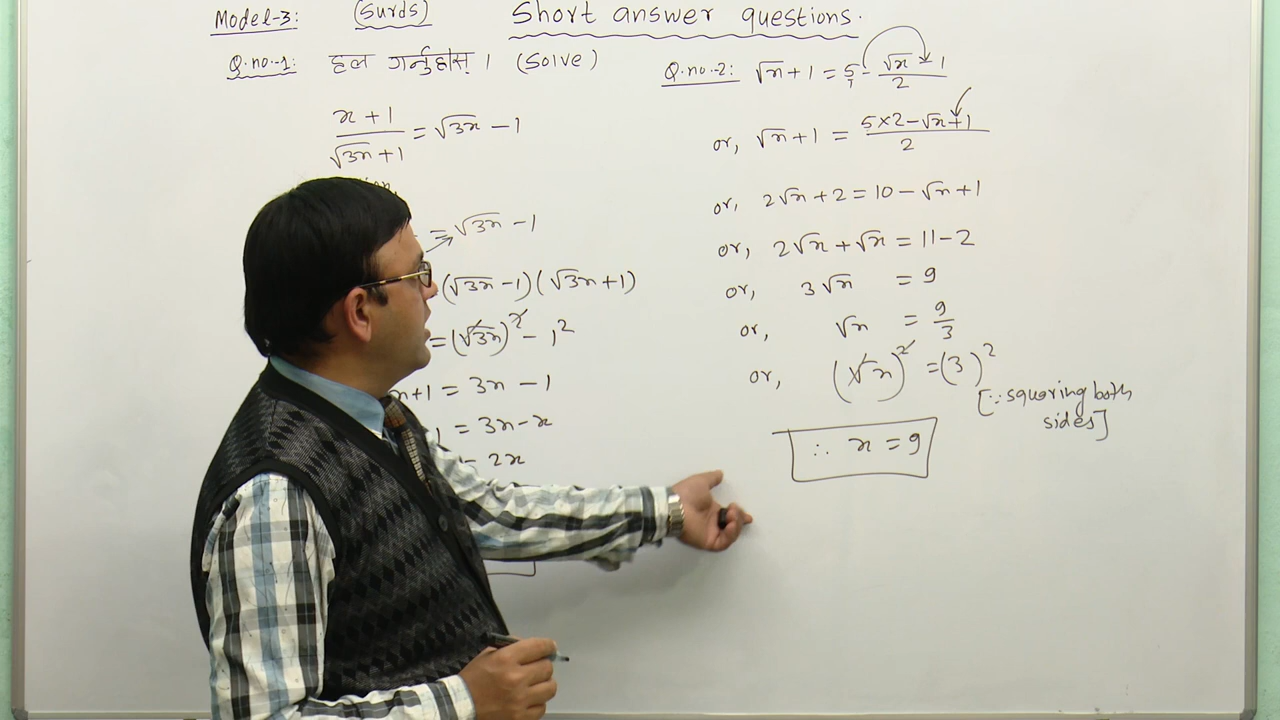 Model-3: (Surds) Short answer questions.
Q.no.-1: हल गर्नुहोस् । (Solve)
x+1/√3x+1 = √3x - 1
= √3x - 1
(√3x-1)(√3x+1)
= (√3x)² - 1²
x+1 = 3x - 1
= 3x - x
2x
Q.no.-2: √x + 1 = 5/1 - √x - 1/2
or, √x + 1 = 5×2-√x+1/2
or, 2√x + 2 = 10 - √x + 1
or, 2√x + √x = 11 - 2
or, 3√x = 9
or, √x = 9/3
or, (√x)² = (3)²
[∵ squaring both
sides]
∴ x = 9